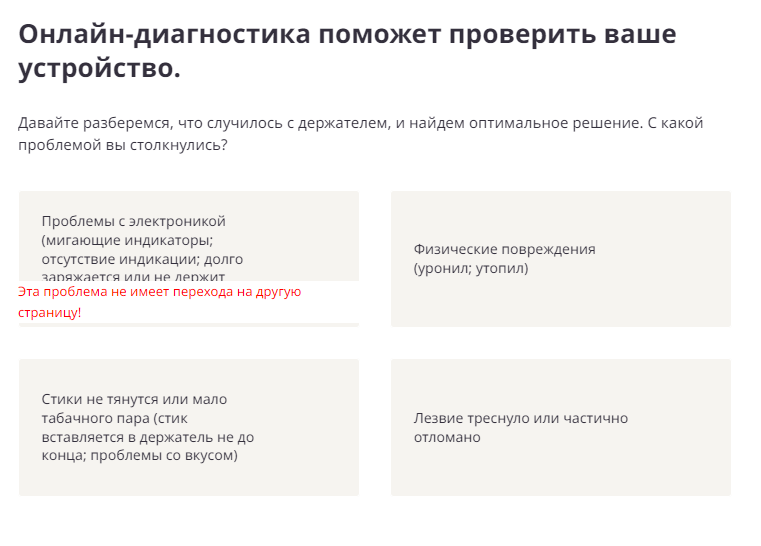 Онлайн-диагностика поможет проверить ваше
устройство.
Давайте разберемся, что случилось с держателем, и найдем оптимальное решение. С какой
проблемой вы столкнулись?
Проблемы с электроникой
(мигающие индикаторы;
отсутствие индикации; долго
заряжается или не держит
Эта проблема не имеет перехода на другую
страницу!
Физические повреждения
(уронил; утопил)
Стики не тянутся или мало
табачного пара (стик
вставляется в держатель не до
конца; проблемы со вкусом)
Лезвие треснуло или частично
отломано